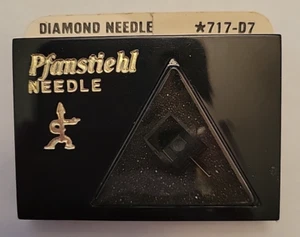 DIAMOND NEEDLE *717-D7
Pfanstiehl
NEEDLE